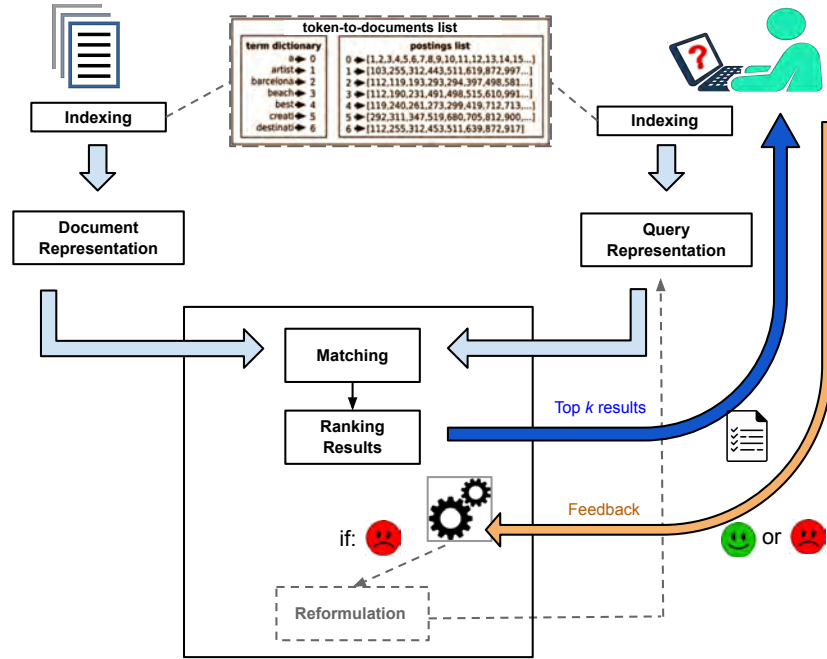 token-to-documents list
term dictionary
a 0
artist 1
barcelona 2
beach 3
best 4
creati 5
destinati 6
postings list
0 [1,2,3,4,5,6,7,8,9,10,11,12,13,14,15...]
1 [103,255,312,443,511,619,872,997,...]
2 [112,119,193,293,294,397,498,581...]
3 [112,190,231,491,498,515,610,991...]
4 [119,240,261,273,299,419,712,713,...]
5 [292,311,347,519,680,705,812,900,...]
6 [112,255,312,453,511,639,872,917]
?
Indexing
Indexing
Document
Representation
Query
Representation
Matching
Ranking
Results
Top k results
Feedback
if:
or
Reformulation